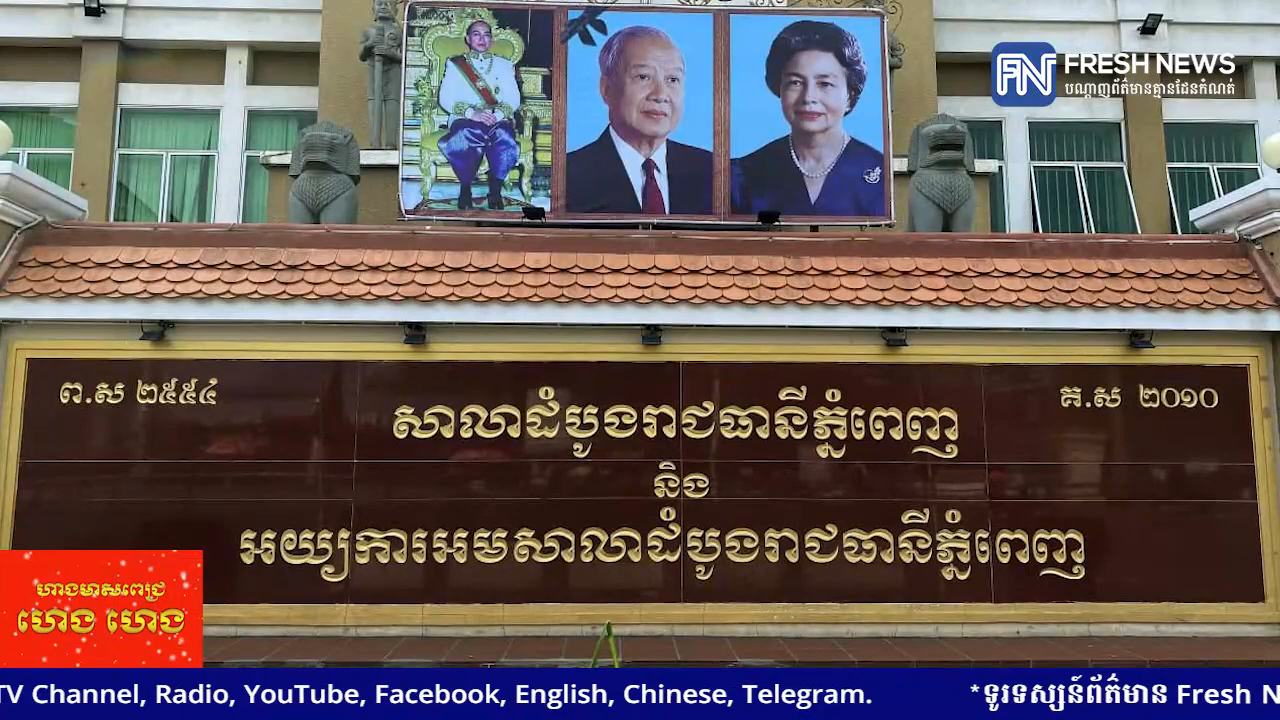 FN FRESH NEWS
បណ្ដាញព័ត៌មានគ្មានដែនកំណត់
ព.ស ២៥៥៤
គ.ស ២០១០
សាលាដំបូងរាជធានីភ្នំពេញ
និង
អយ្យការអមសាលាដំបូងរាជធានីភ្នំពេញ
ហាងមាសពេជ្រ
ហេង ហេង
TV Channel, Radio, YouTube, Facebook, English, Chinese, Telegram. *ទូរទស្សន៍ព័ត៌មាន Fresh N